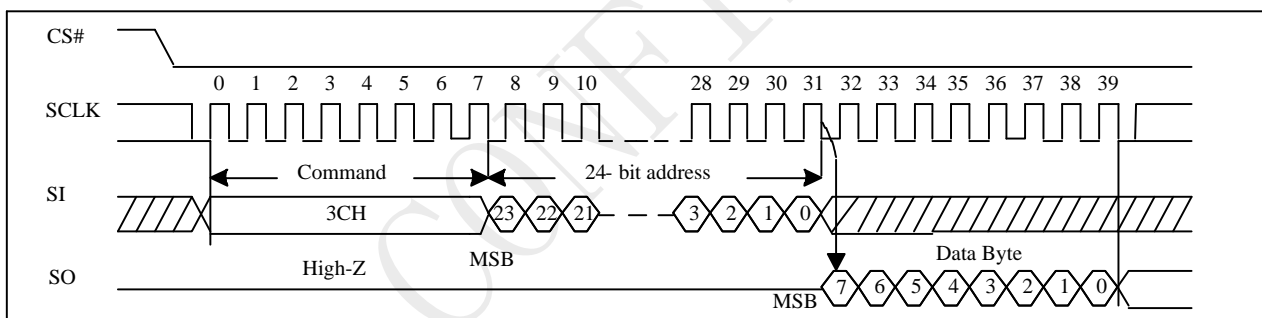 CS#
0 1 2 3 4 5 6 7 8 9 10 28 29 30 31 32 33 34 35 36 37 38 39
SCLK
Command 24- bit address
SI
3CH 23 22 21 3 2 1 0
High-Z MSB Data Byte
SO
MSB 7 6 5 4 3 2 1 0